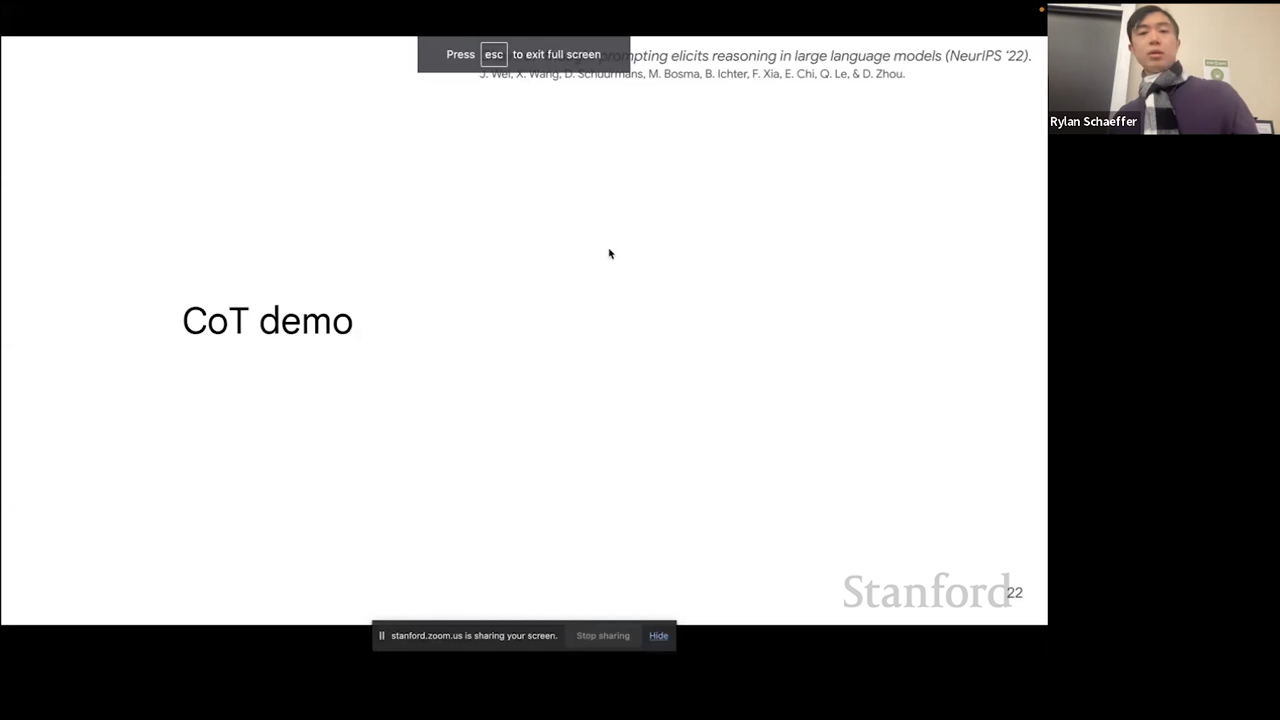 Press esc to exit full screen
prompting elicits reasoning in large language models (NeurIPS ‘22).
J. Wei, X. Wang, D. Schuurmans, M. Bosma, B. Ichter, F. Xia, E. Chi, Q. Le, & D. Zhou.
Rylan Schaeffer
CoT demo
Stanford
22
stanford.zoom.us is sharing your screen. Stop sharing Hide